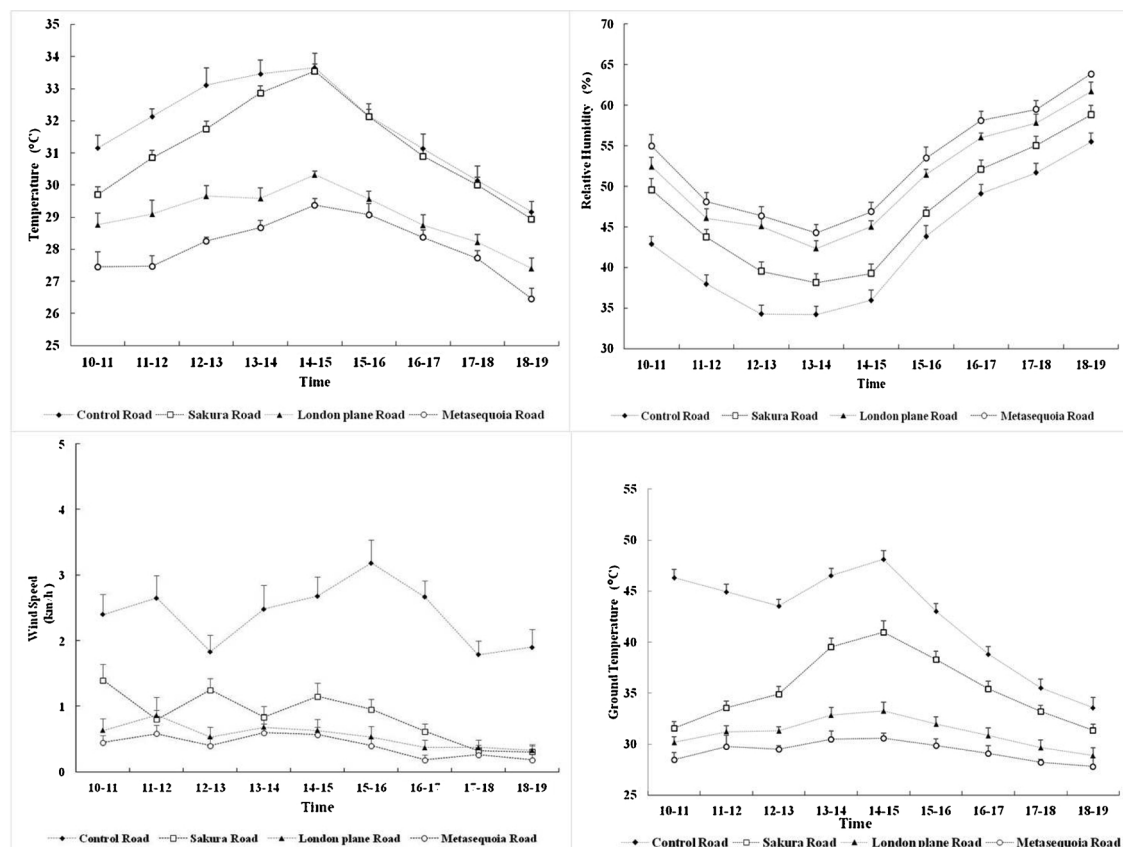 35
34
33
32
31
30
29
28
27
26
25
Temperature (°C)
10-11 11-12 12-13 13-14 14-15 15-16 16-17 17-18 18-19
Time
Control Road Sakura Road London plane Road Metasequoia Road
70
65
60
55
50
45
40
35
30
Relative Humidity (%)
10-11 11-12 12-13 13-14 14-15 15-16 16-17 17-18 18-19
Time
Control Road Sakura Road London plane Road Metasequoia Road
5
4
3
2
1
0
Wind Speed
(km/h )
10-11 11-12 12-13 13-14 14-15 15-16 16-17 17-18 18-19
Time
Control Road Sakura Road London plane Road Metasequoia Road
55
50
45
40
35
30
25
Ground Temperature (°C)
10-11 11-12 12-13 13-14 14-15 15-16 16-17 17-18 18-19
Time
Control Road Sakura Road London plane Road Metasequoia Road